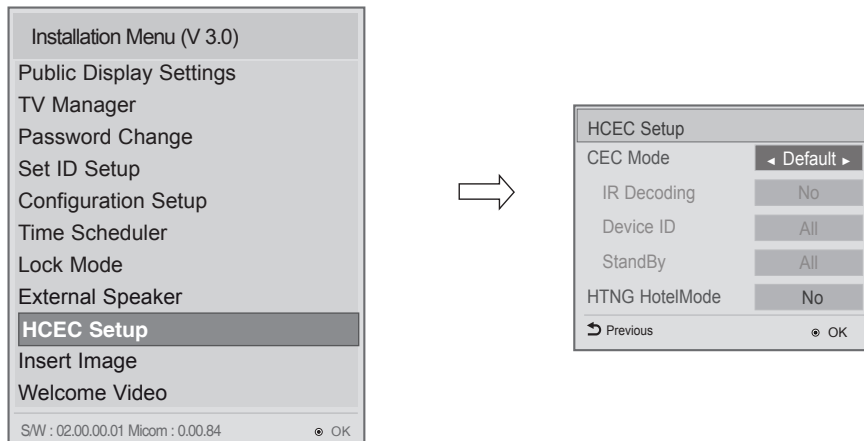 Installation Menu (V 3.0)
Public Display Settings
TV Manager
Password Change
Set ID Setup
Configuration Setup
Time Scheduler
Lock Mode
External Speaker
HCEC Setup
Insert Image
Welcome Video
S/W : 02.00.00.01 Micom : 0.00.84 OK
HCEC Setup
CEC Mode ◄ Default ►
IR Decoding No
Device ID All
StandBy All
HTNG HotelMode No
Previous OK